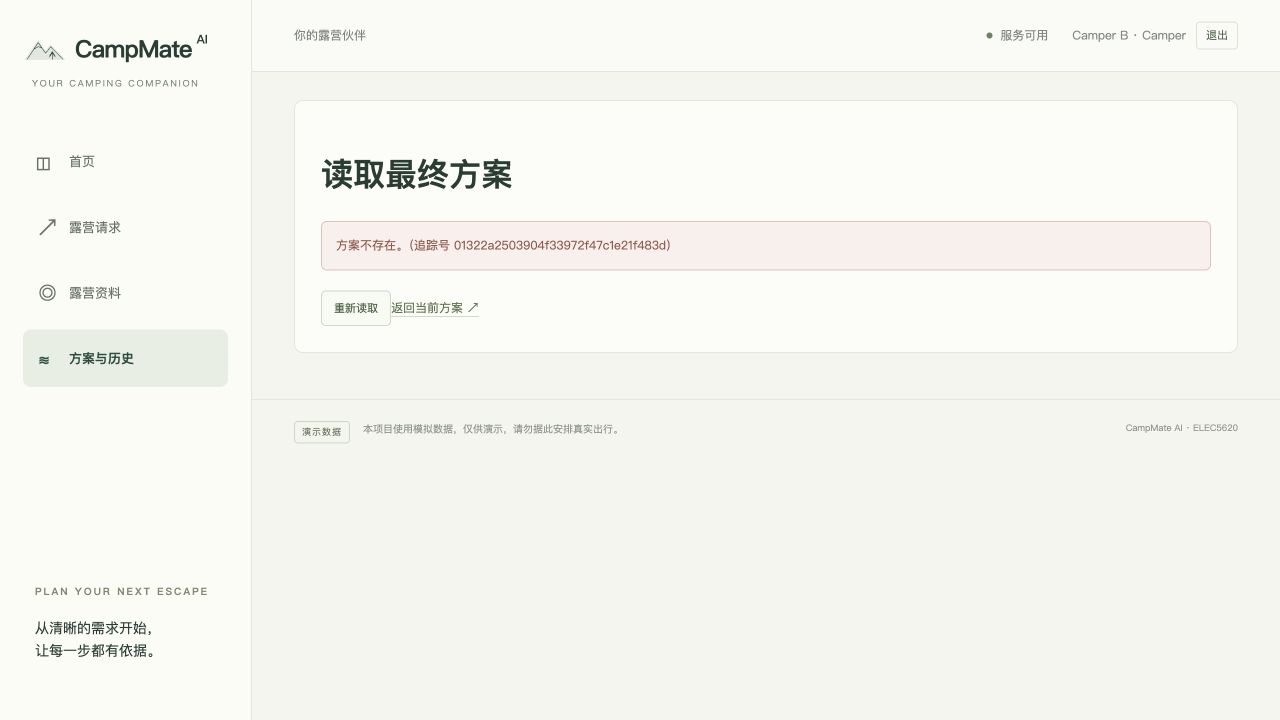 CampMate AI
YOUR CAMPING COMPANION
首页
露营请求
露营资料
方案与历史
PLAN YOUR NEXT ESCAPE
从清晰的需求开始，
让每一步都有依据。
你的露营伙伴
服务可用
Camper B · Camper
退出
读取最终方案
方案不存在。(追踪号 01322a2503904f33972f47c1e21f483d)
重新读取
返回当前方案 ↗
演示数据
本项目使用模拟数据，仅供演示，请勿据此安排真实出行。
CampMate AI · ELEC5620